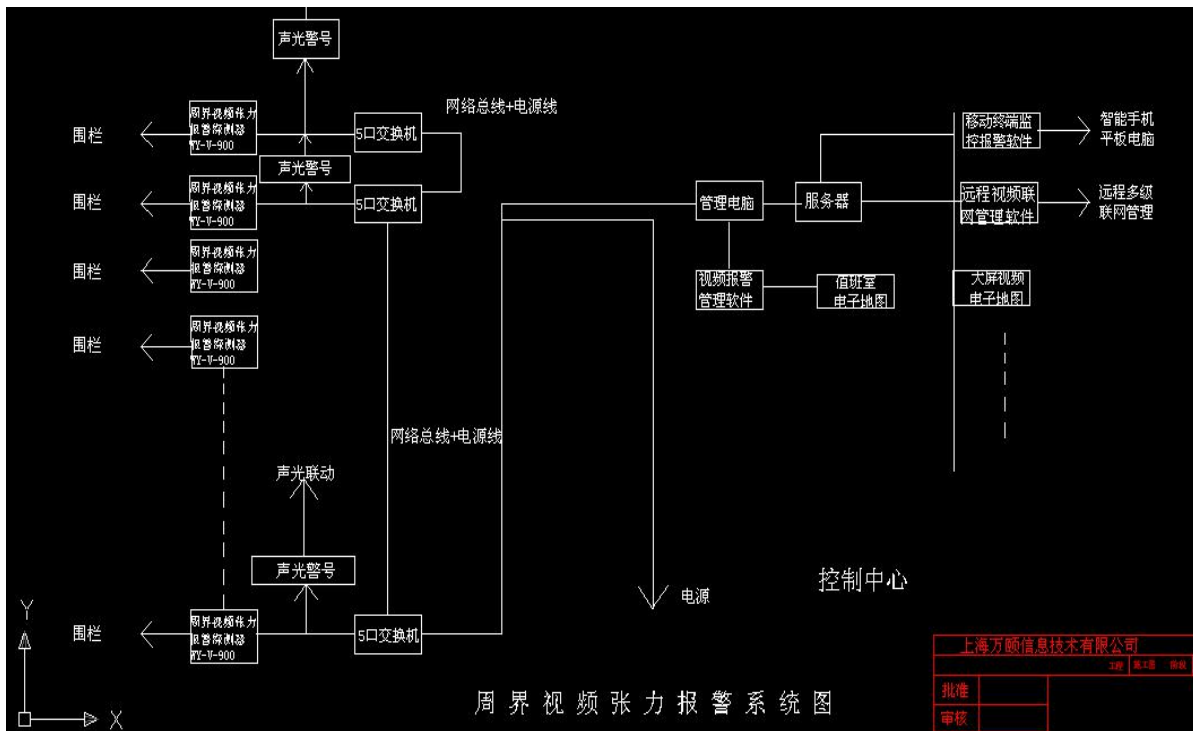 声光警号
网络总线+电源线
围栏
周界视频张力
报警探测器
WY-V-900
5口交换机
移动终端监
控报警软件
智能手机
平板电脑
声光警号
围栏
周界视频张力
报警探测器
WY-V-900
5口交换机
管理电脑
服务器
远程视频联
网管理软件
远程多级
联网管理
围栏
周界视频张力
报警探测器
WY-V-900
视频报警
管理软件
值班室
电子地图
大屏视频
电子地图
围栏
周界视频张力
报警探测器
WY-V-900
网络总线+电源线
声光联动
声光警号
控制中心
电源
围栏
周界视频张力
报警探测器
WY-V-900
5口交换机
Y
X
周界视频张力报警系统图
上海万颐信息技术有限公司
工程
施工图
阶段
批准
审核